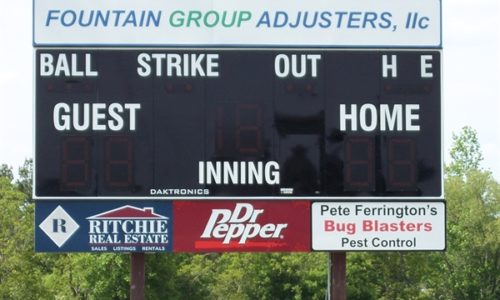 FOUNTAIN GROUP ADJUSTERS, llc
BALL STRIKE OUT H E
GUEST HOME
INNING
DAKTRONICS
R
RITCHIE
REAL ESTATE
SALES LISTINGS RENTALS
Dr
Pepper
Pete Ferrington's
Bug Blasters
Pest Control